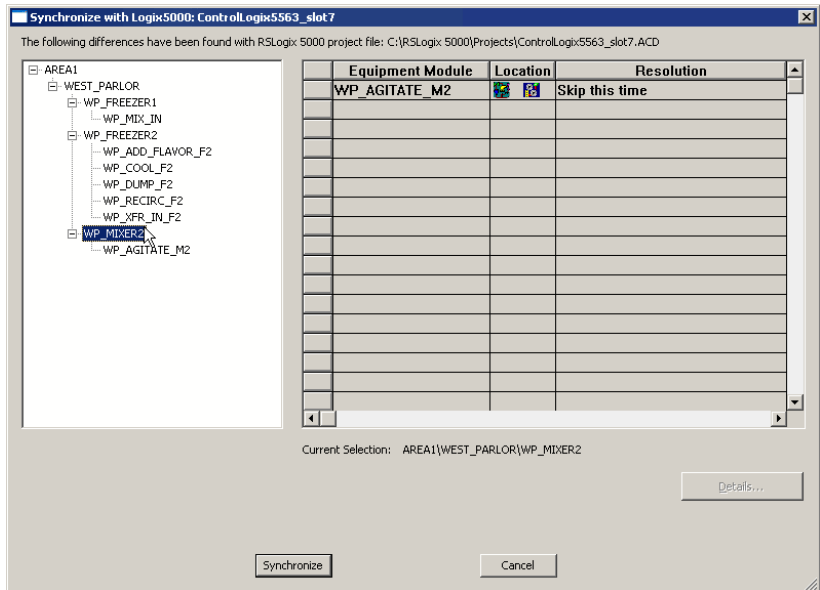 Synchronize with Logix5000: ControlLogix5563_slot7
The following differences have been found with RSLogix 5000 project file: C:\RSLogix 5000\Projects\ControlLogix5563_slot7.ACD
AREA1
WEST_PARLOR
WP_FREEZER1
WP_MIX_IN
WP_FREEZER2
WP_ADD_FLAVOR_F2
WP_COOL_F2
WP_DUMP_F2
WP_RECIRC_F2
WP_XFR_IN_F2
WP_MIXER2
WP_AGITATE_M2
Equipment Module Location Resolution
WP_AGITATE_M2 Skip this time
Current Selection: AREA1\WEST_PARLOR\WP_MIXER2
Details...
Synchronize Cancel